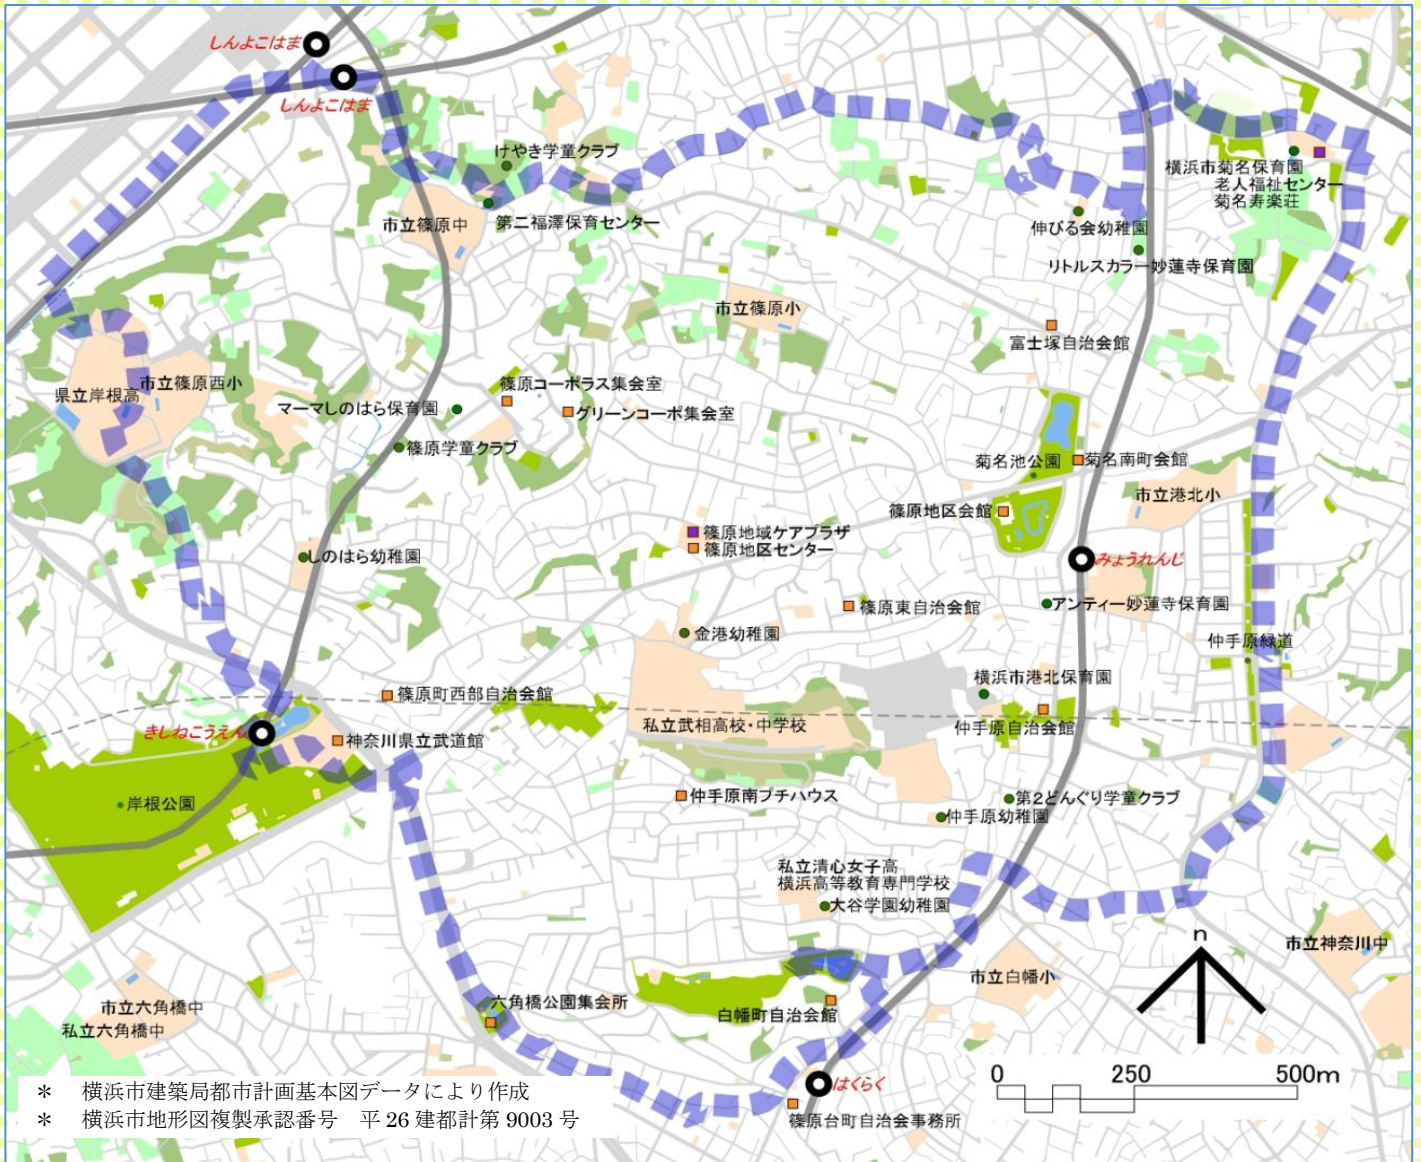 しんよこはま
しんよこはま
けやき学童クラブ
横浜市菊名保育園
老人福祉センター
菊名寿楽荘
市立篠原中
第二福澤保育センター
伸びる会幼稚園
リトルスカラー妙蓮寺保育園
市立篠原小
富士塚自治会館
県立岸根高
市立篠原西小
篠原コーポラス集会室
マーマしのはら保育園
グリーンコーポ集会室
篠原学童クラブ
菊名池公園
菊名南町会館
市立港北小
篠原地区会館
篠原地域ケアプラザ
篠原地区センター
しのはら幼稚園
みょうれんじ
アンティー妙蓮寺保育園
篠原東自治会館
金港幼稚園
仲手原緑道
横浜市港北保育園
篠原町西部自治会館
私立武相高校・中学校
仲手原自治会館
きしねこうえん
神奈川県立武道館
岸根公園
仲手原南プチハウス
第2どんぐり学童クラブ
仲手原幼稚園
私立清心女子高
横浜高等教育専門学校
大谷学園幼稚園
n
市立神奈川中
市立白幡小
六角橋公園集会所
白幡町自治会館
市立六角橋中
私立六角橋中
0 250 500m
はくらく
篠原台町自治会事務所
＊ 横浜市建築局都市計画基本図データにより作成
＊ 横浜市地形図複製承認番号 平26建都計第9003号